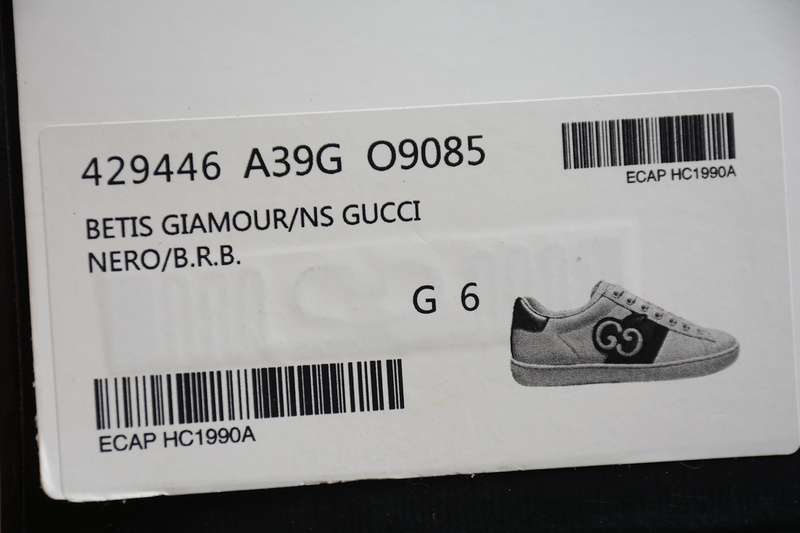 429446 A39G O9085
ECAP HC1990A
BETIS GIAMOUR/NS GUCCI
NERO/B.R.B.
G 6
ECAP HC1990A